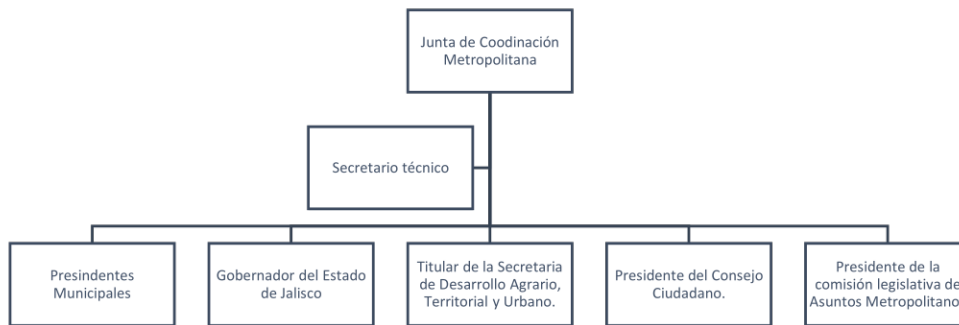 Junta de Coodinación
Metropolitana
Secretario técnico
Presindentes
Municipales
Gobernador del Estado
de Jalisco
Titular de la Secretaria
de Desarrollo Agrario,
Territorial y Urbano.
Presidente del Consejo
Ciudadano.
Presidente de la
comisión legislativa de
Asuntos Metropolitano